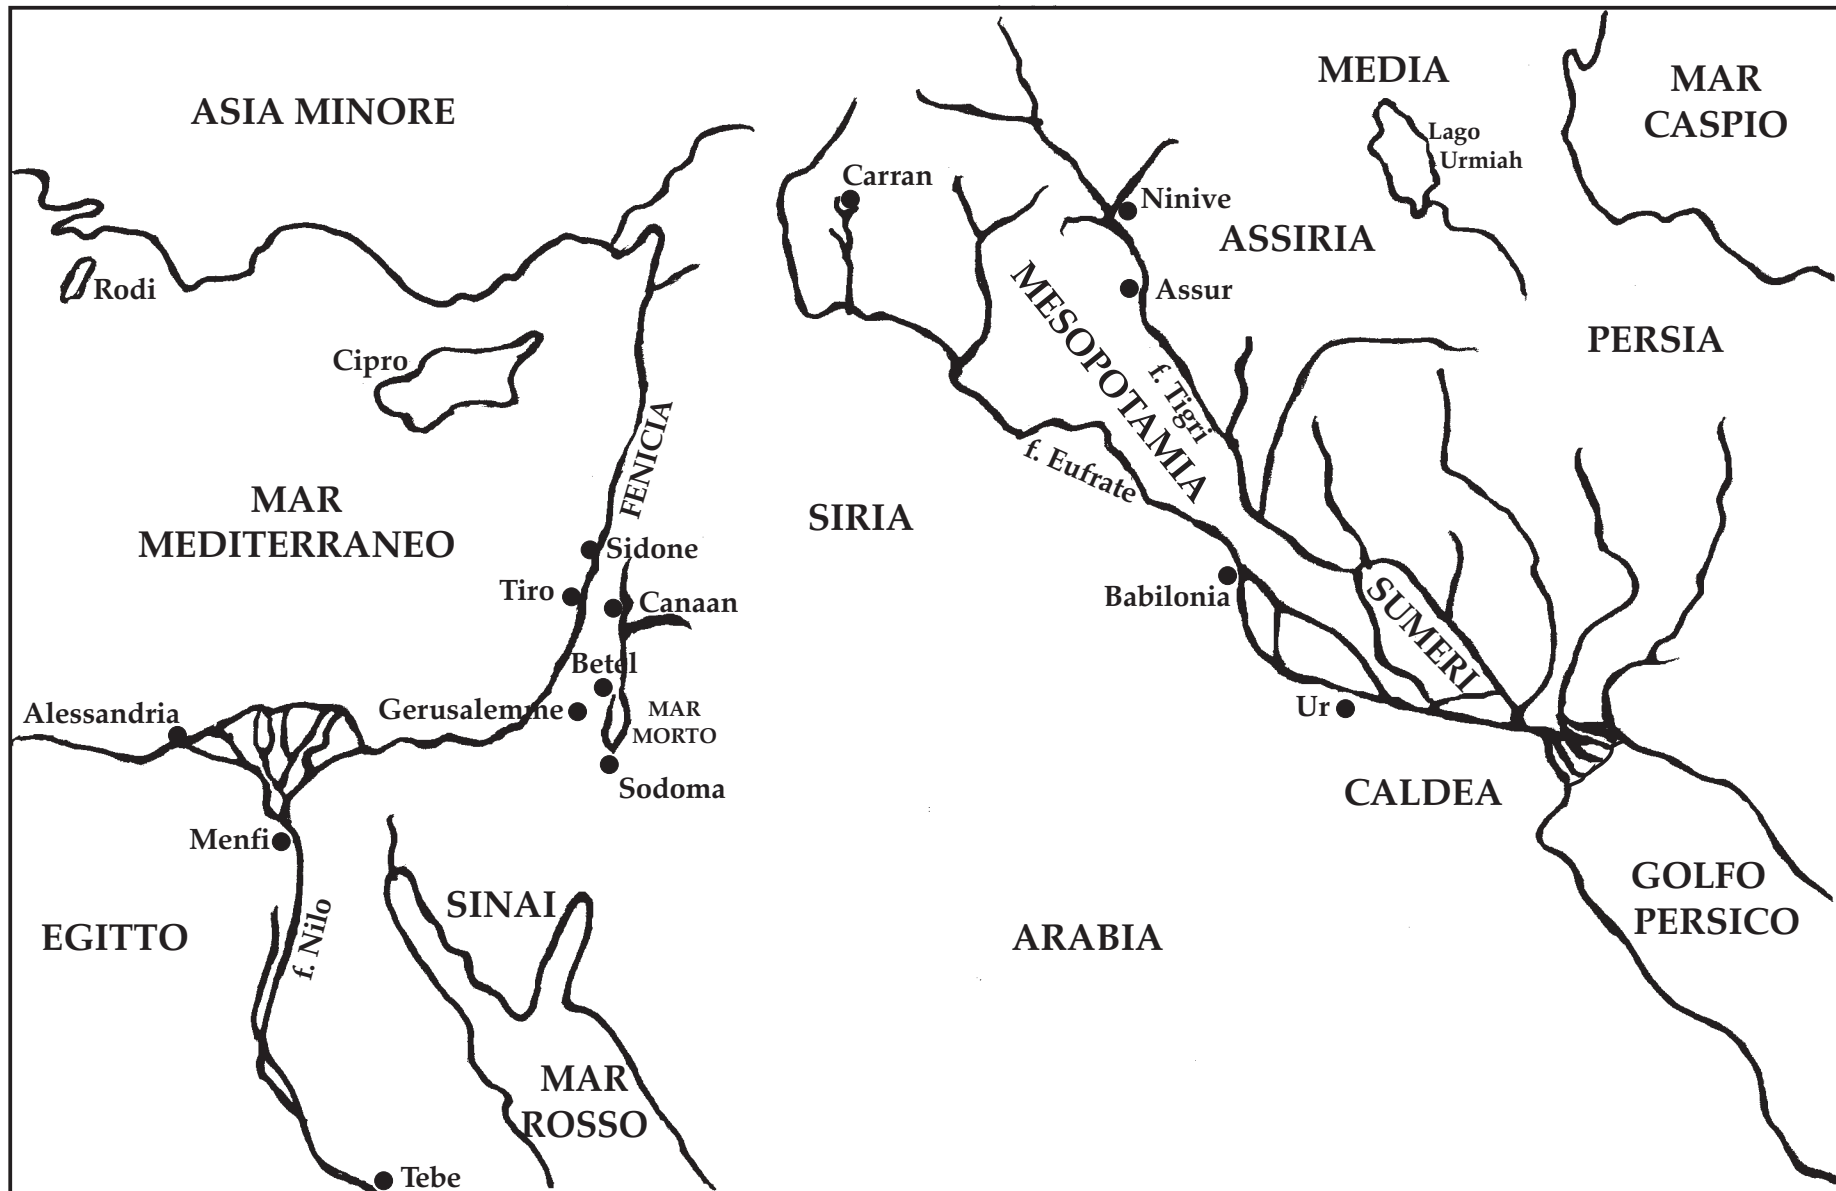 MEDIA
MAR
CASPIO
ASIA MINORE
Lago
Urmiah
Carran
Ninive
ASSIRIA
Rodi
Assur
MESOPOTAMIA
PERSIA
Cipro
f. Tigri
FENICIA
f. Eufrate
MAR
MEDITERRANEO
SIRIA
Sidone
Tiro
Canaan
Babilonia
SUMERI
Betel
Alessandria
Gerusalemme
MAR
MORTO
Ur
Sodoma
CALDEA
Menfi
SINAI
GOLFO
PERSICO
EGITTO
f. Nilo
ARABIA
MAR
ROSSO
Tebe